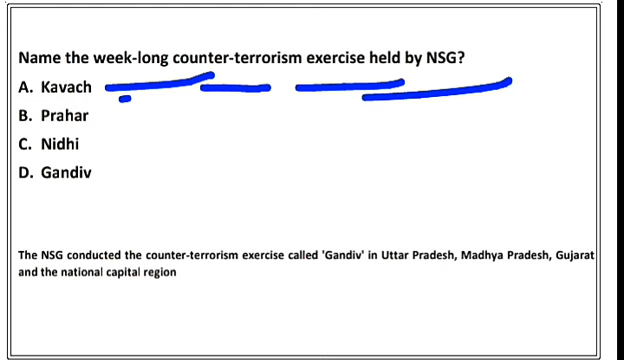 Name the week-long counter-terrorism exercise held by NSG?
A. Kavach
B. Prahar
C. Nidhi
D. Gandiv
The NSG conducted the counter-terrorism exercise called 'Gandiv' in Uttar Pradesh, Madhya Pradesh, Gujarat
and the national capital region